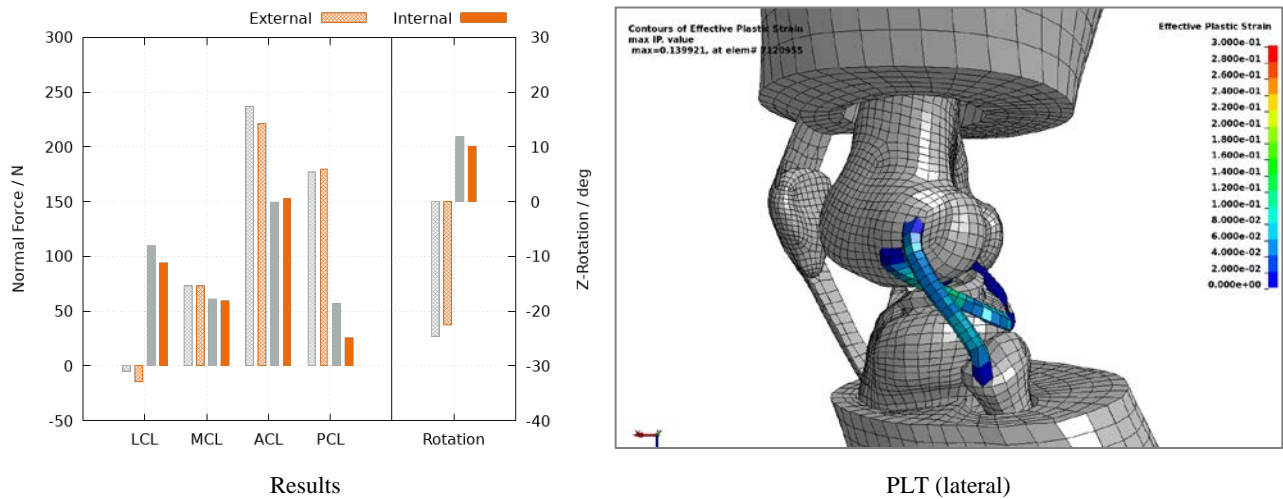 External Internal
300
250
200
150
100
50
0
-50
Normal Force / N
LCL MCL ACL PCL Rotation
30
20
10
0
-10
-20
-30
-40
Z-Rotation / deg
Results
Contours of Effective Plastic Strain
max IP. value
max=0.139921, at elem# 7120955
Effective Plastic Strain
3.000e-01
2.800e-01
2.600e-01
2.400e-01
2.200e-01
2.000e-01
1.800e-01
1.600e-01
1.400e-01
1.200e-01
1.000e-01
8.000e-02
6.000e-02
4.000e-02
2.000e-02
0.000e+00
PLT (lateral)